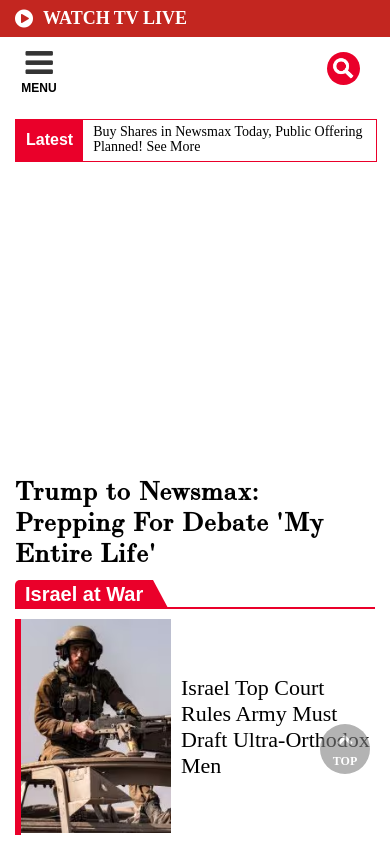 WATCH TV LIVE
MENU
Latest
Buy Shares in Newsmax Today, Public Offering
Planned! See More
Trump to Newsmax:
Prepping For Debate 'My
Entire Life'
Israel at War
Israel Top Court
Rules Army Must
Draft Ultra-Orthodox
Men
TOP